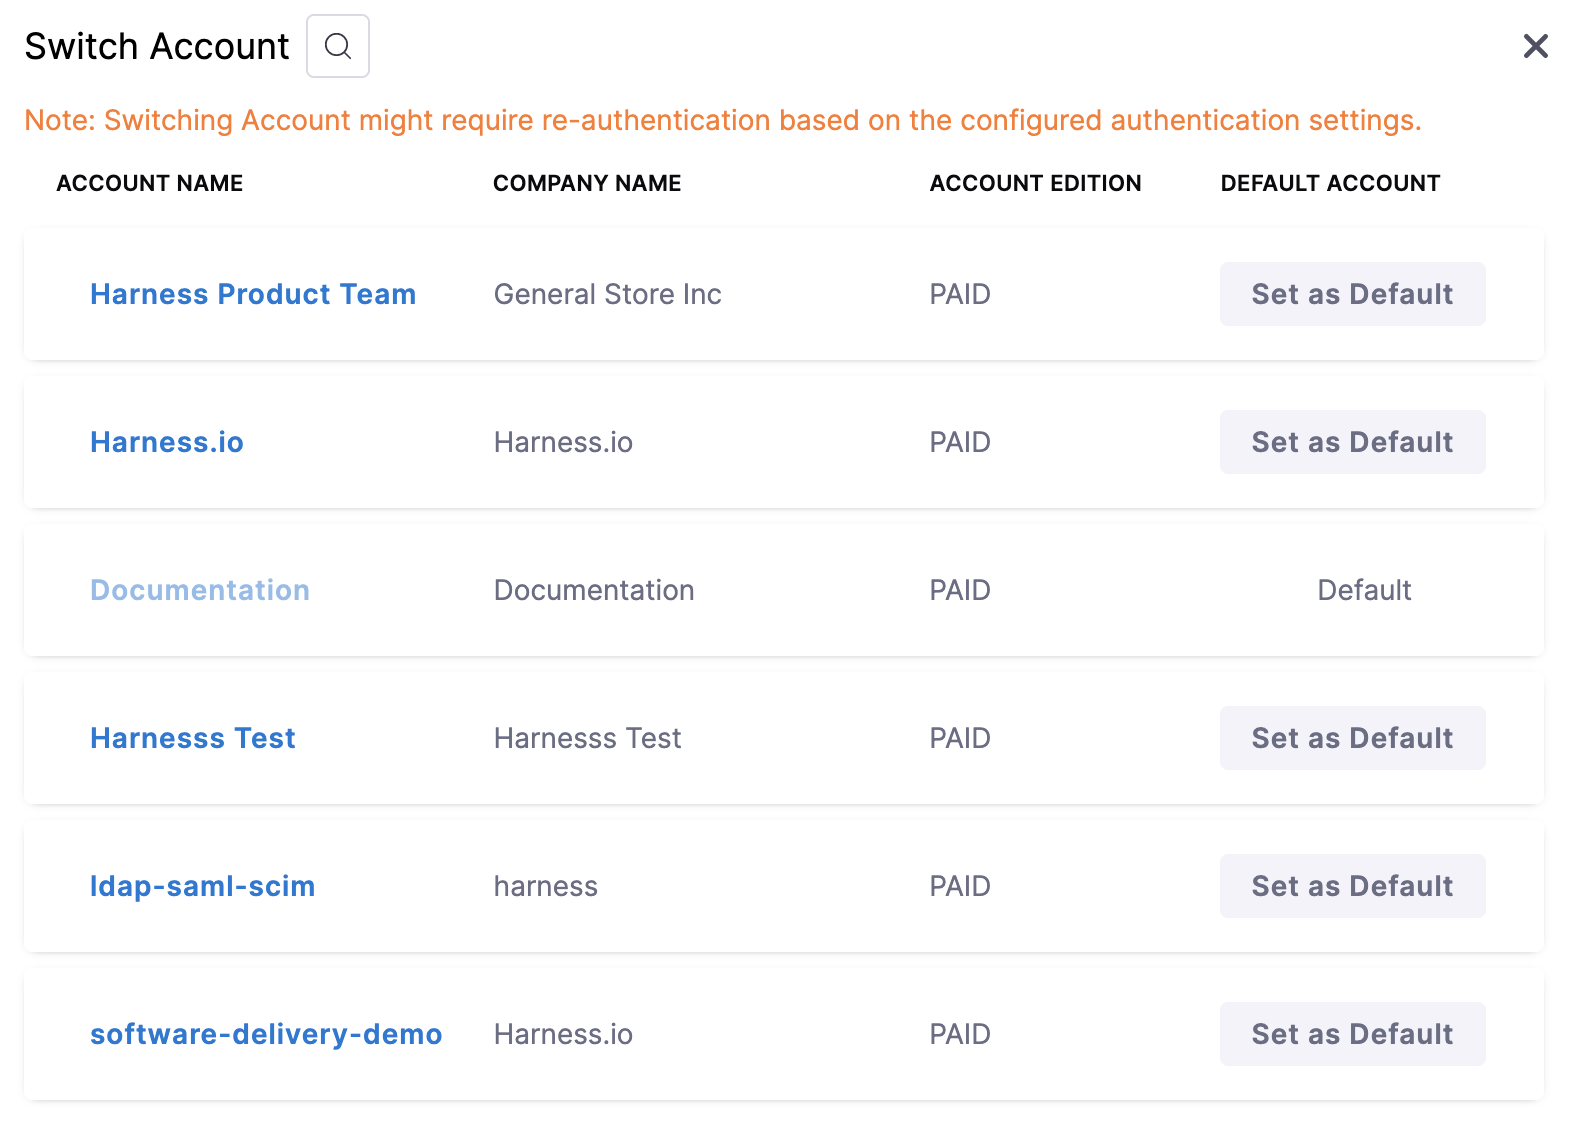 Switch Account
Note: Switching Account might require re-authentication based on the configured authentication settings.
ACCOUNT NAME COMPANY NAME ACCOUNT EDITION DEFAULT ACCOUNT
Harness Product Team General Store Inc PAID Set as Default
Harness.io Harness.io PAID Set as Default
Documentation Documentation PAID Default
Harnesss Test Harnesss Test PAID Set as Default
ldap-saml-scim harness PAID Set as Default
software-delivery-demo Harness.io PAID Set as Default